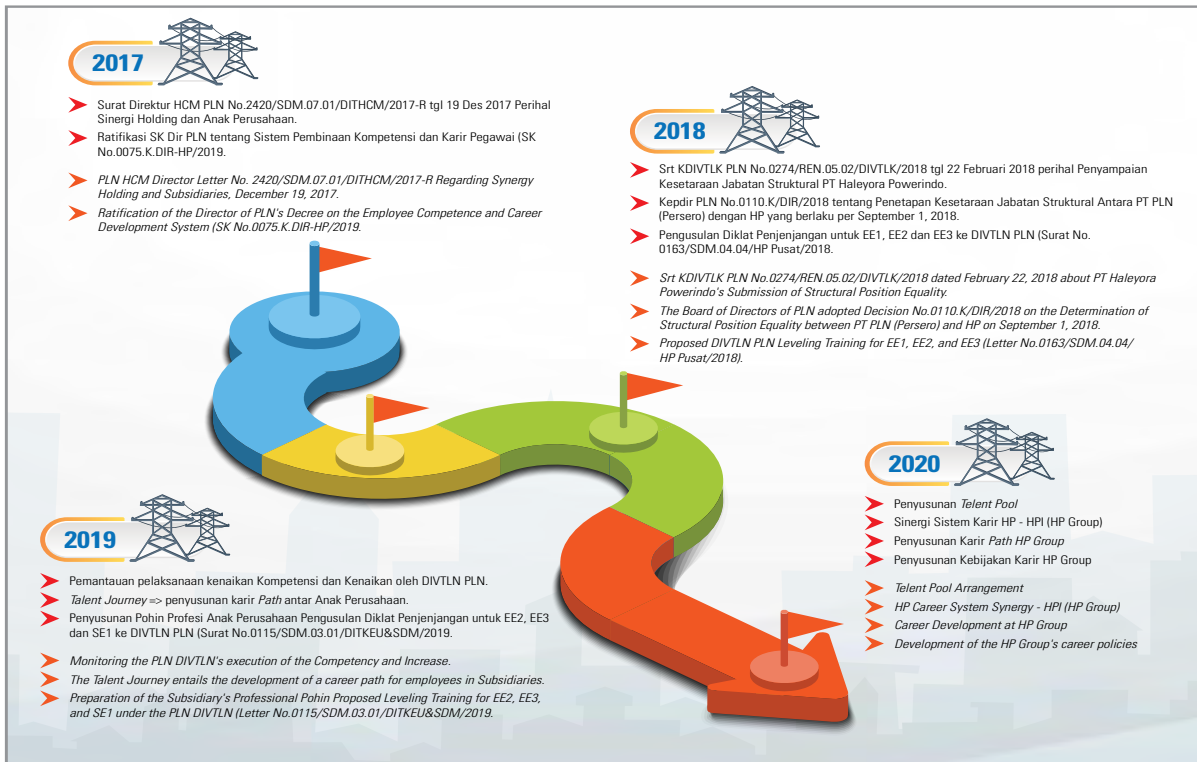 2017
Surat Direktur HCM PLN No.2420/SDM.07.01/DITHCM/2017-R tgl 19 Des 2017 Perihal
Sinergi Holding dan Anak Perusahaan.
Ratifikasi SK Dir PLN tentang Sistem Pembinaan Kompetensi dan Karir Pegawai (SK
No.0075.K.DIR-HP/2019.
PLN HCM Director Letter No. 2420/SDM.07.01/DITHCM/2017-R Regarding Synergy
Holding and Subsidiaries, December 19, 2017.
Ratification of the Director of PLN's Decree on the Employee Competence and Career
Development System (SK No.0075.K.DIR-HP/2019.
2018
Srt KDIVTLK PLN No.0274/REN.05.02/DIVTLK/2018 tgl 22 Februari 2018 perihal Penyampaian
Kesetaraan Jabatan Struktural PT Haleyora Powerindo.
Kepdir PLN No.0110.K/DIR/2018 tentang Penetapan Kesetaraan Jabatan Struktural Antara PT PLN
(Persero) dengan HP yang berlaku per September 1, 2018.
Pengusulan Diklat Penjenjangan untuk EE1, EE2 dan EE3 ke DIVTLN PLN (Surat No.
0163/SDM.04.04/HP Pusat/2018.
Srt KDIVTLK PLN No.0274/REN.05.02/DIVTLK/2018 dated February 22, 2018 about PT Haleyora
Powerindo's Submission of Structural Position Equality.
The Board of Directors of PLN adopted Decision No.0110.K/DIR/2018 on the Determination of
Structural Position Equality between PT PLN (Persero) and HP on September 1, 2018.
Proposed DIVTLN PLN Leveling Training for EE1, EE2, and EE3 (Letter No.0163/SDM.04.04/
HP Pusat/2018).
2019
Pemantauan pelaksanaan kenaikan Kompetensi dan Kenaikan oleh DIVTLN PLN.
Talent Journey => penyusunan karir Path antar Anak Perusahaan.
Penyusunan Pohin Profesi Anak Perusahaan Pengusulan Diklat Penjenjangan untuk EE2, EE3
dan SE1 ke DIVTLN PLN (Surat No.0115/SDM.03.01/DITKEU&SDM/2019.
Monitoring the PLN DIVTLN's execution of the Competency and Increase.
The Talent Journey entails the development of a career path for employees in Subsidiaries.
Preparation of the Subsidiary's Professional Pohin Proposed Leveling Training for EE2, EE3,
and SE1 under the PLN DIVTLN (Letter No.0115/SDM.03.01/DITKEU&SDM/2019.
2020
Penyusunan Telent Pool
Sinergi Sistem Karir HP - HPI (HP Group)
Penyusunan Karir Path HP Group
Penyusunan Kebijakan Karir HP Group
Telent Pool Arrangement
HP Career System Synergy - HPI (HP Group)
Career Development at HP Group
Development of the HP Group's career policies